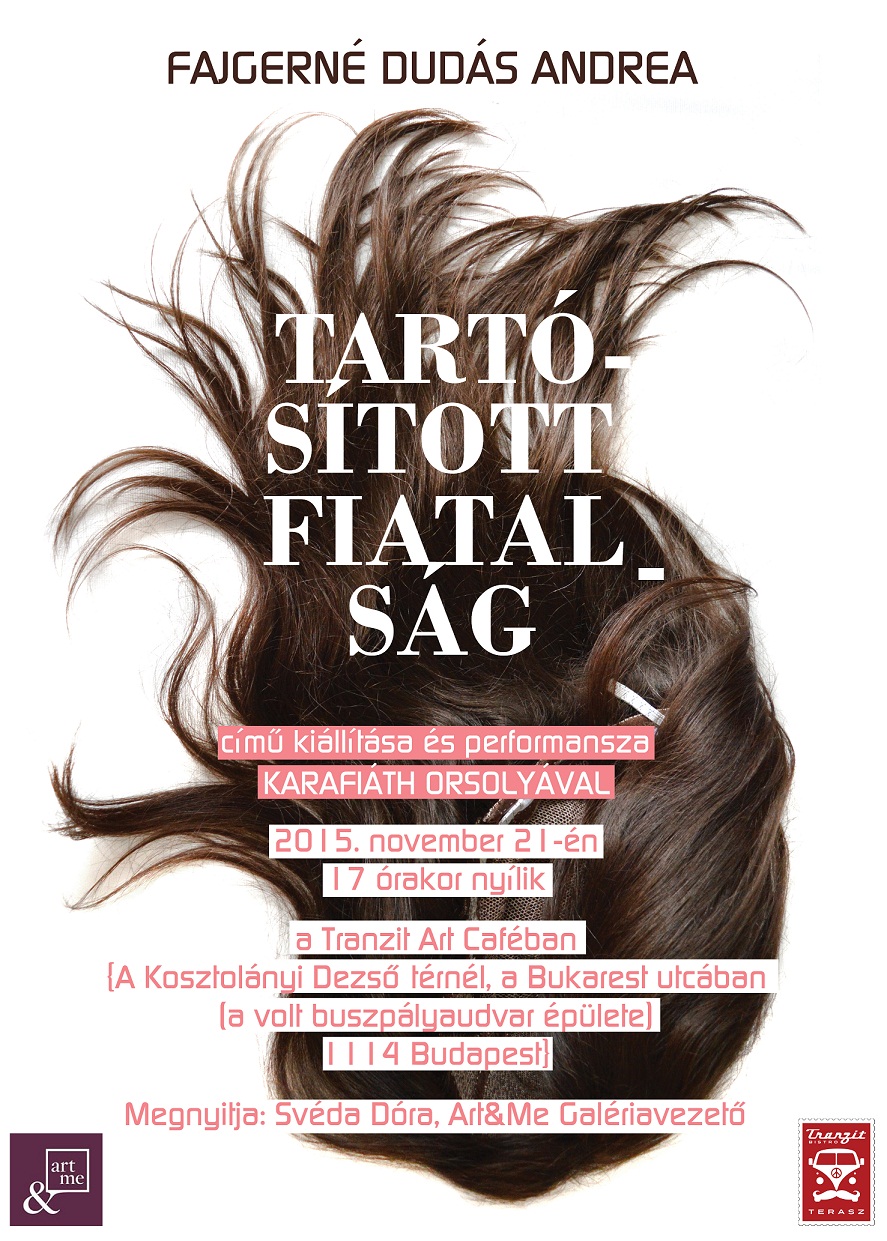 FAJGERNÉ DUDÁS ANDREA
TARTÓ-
SÍTOTT
FIATAL-
SÁG
című kiállítása és performansza
KARAFIÁTH ORSOLYÁVAL
2015. november 21-én
17 órakor nyílik
a Tranzit Art Caféban
{A Kosztolányi Dezső térnél, a Bukarest utcában
(a volt buszpályaudvar épülete)
1114 Budapest}
Megnyitja: Svéda Dóra, Art&Me Galériavezető
art
me
&
Tranzit
BISTRO
TERASZ